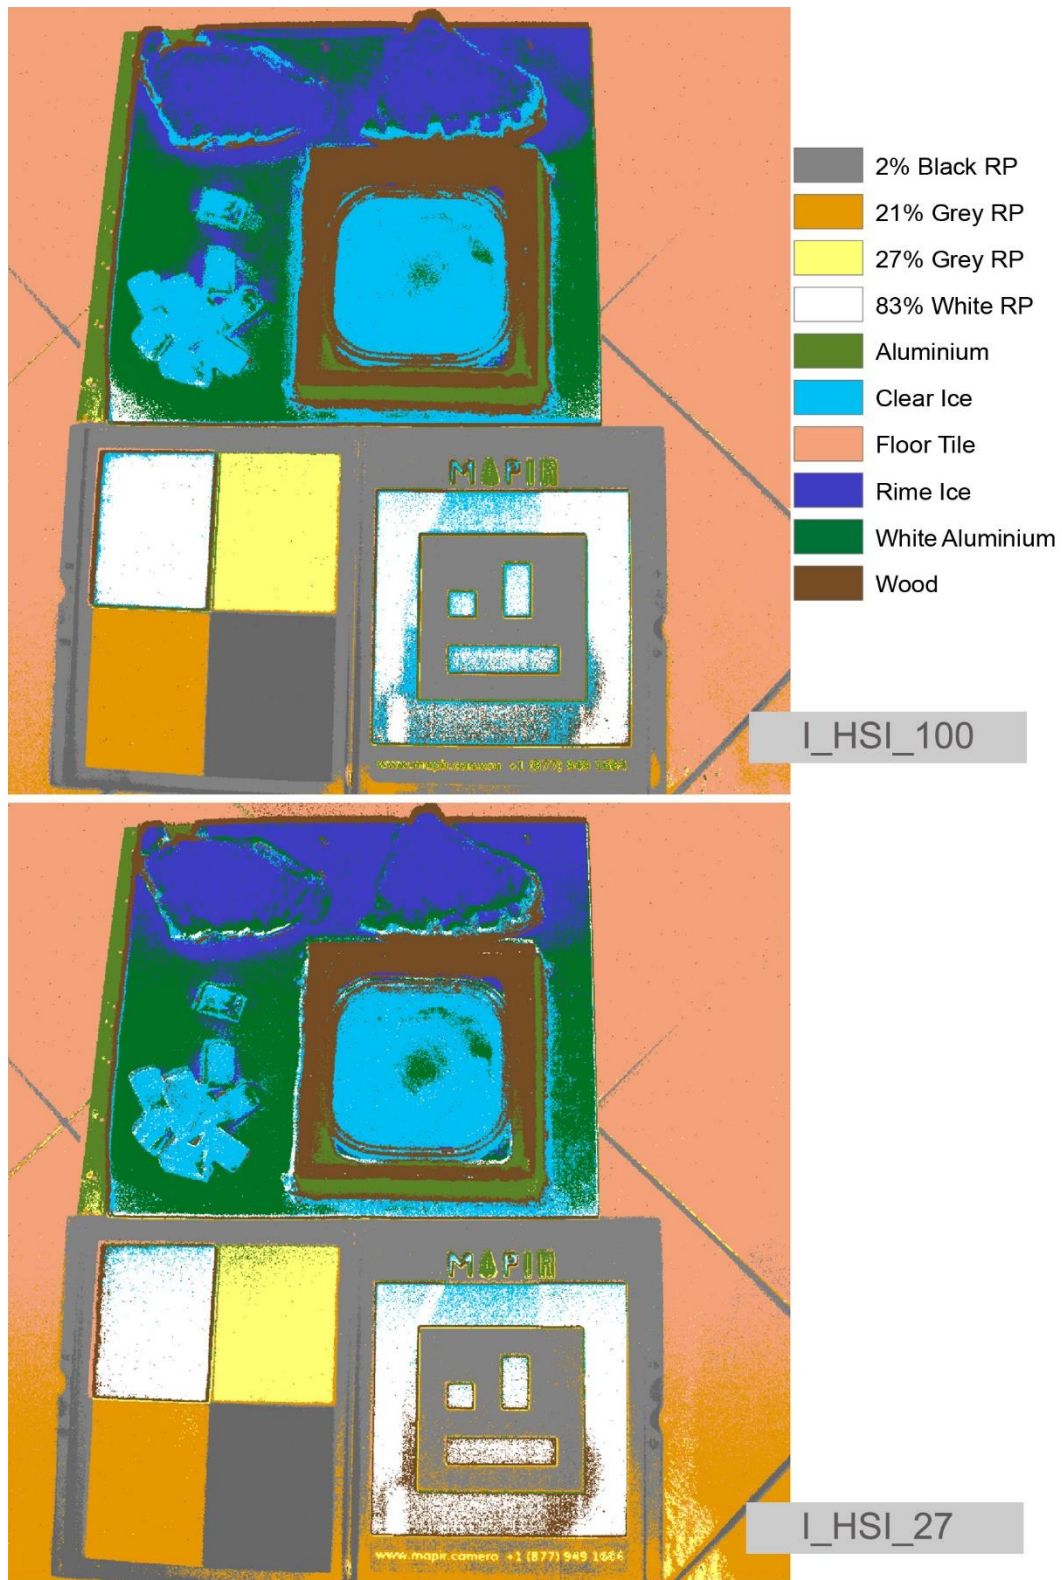 2% Black RP
21% Grey RP
27% Grey RP
83% White RP
Aluminium
Clear Ice
Floor Tile
Rime Ice
White Aluminium
Wood
MAPIR
I_HSI_100
MAPIR
www.mapir.camera +1 (877) 949 1686
I_HSI_27